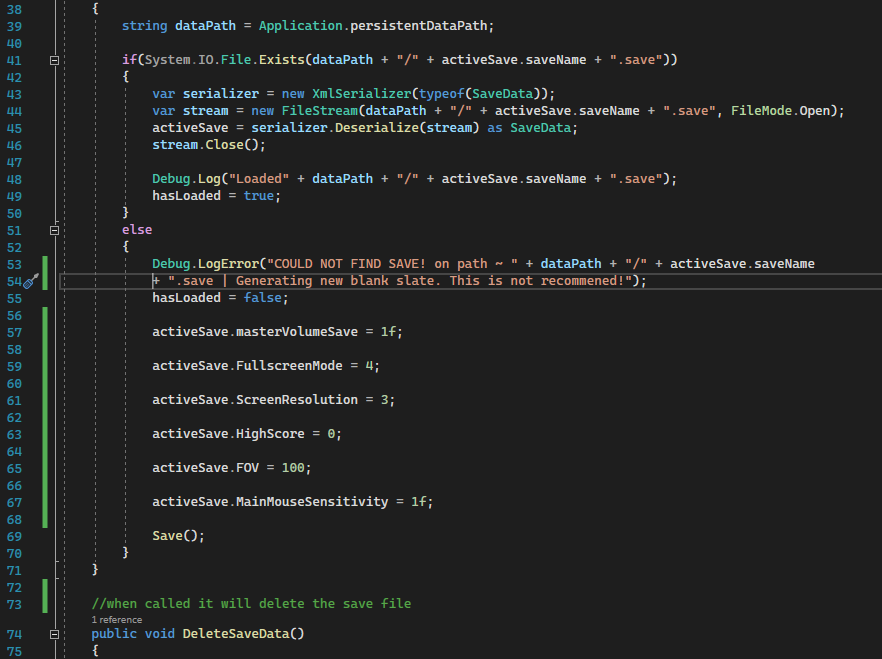 38 {
39 string dataPath = Application.persistentDataPath;
40
41 if(System.IO.File.Exists(dataPath + "/" + activeSave.saveName + ".save"))
42 {
43 var serializer = new XmlSerializer(typeof(SaveData));
44 var stream = new FileStream(dataPath + "/" + activeSave.saveName + ".save", FileMode.Open);
45 activeSave = serializer.Deserialize(stream) as SaveData;
46 stream.Close();
47
48 Debug.Log("Loaded" + dataPath + "/" + activeSave.saveName + ".save");
49 hasLoaded = true;
50 }
51 else
52 {
53 Debug.LogError("COULD NOT FIND SAVE! on path ~ " + dataPath + "/" + activeSave.saveName
54 + ".save | Generating new blank slate. This is not recommened!");
55 hasLoaded = false;
56
57 activeSave.masterVolumeSave = 1f;
58
59 activeSave.FullscreenMode = 4;
60
61 activeSave.ScreenResolution = 3;
62
63 activeSave.HighScore = 0;
64
65 activeSave.FOV = 100;
66
67 activeSave.MainMouseSensitivity = 1f;
68
69 Save();
70 }
71 }
72
73 //when called it will delete the save file
1 reference
74 public void DeleteSaveData()
75 {